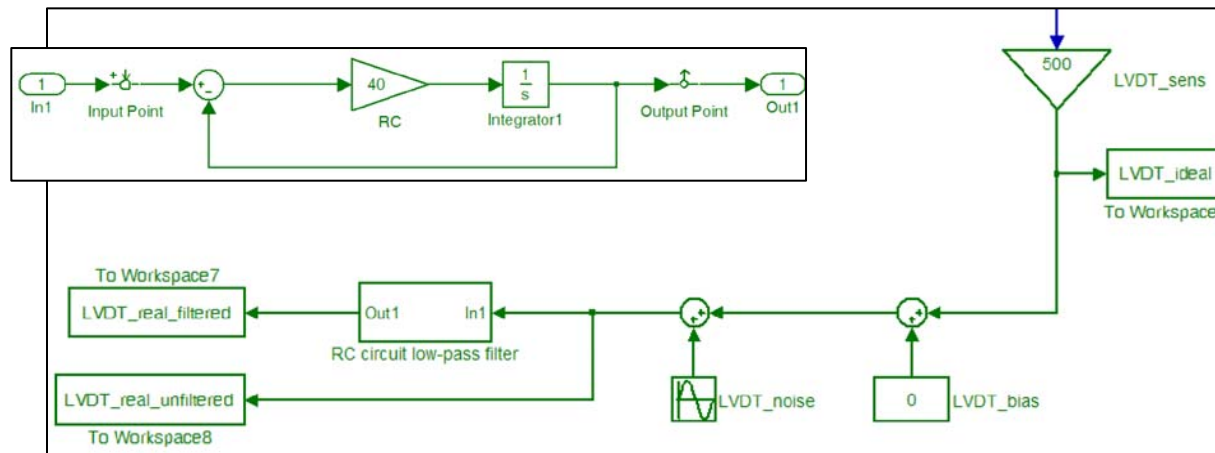 1
In1
Input Point
+
-
40
RC
1
s
Integrator1
Output Point
1
Out1
500
LVDT_sens
LVDT_ideal
To Workspace
To Workspace7
LVDT_real_filtered
Out1 In1
RC circuit low-pass filter
+ +
+ +
LVDT_real_unfiltered
To Workspace8
LVDT_noise
0
LVDT_bias